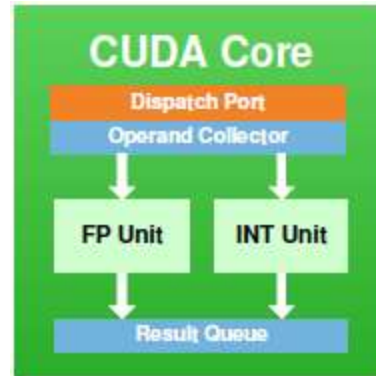 CUDA Core
Dispatch Port
Operand Collector
FP Unit
INT Unit
Result Queue